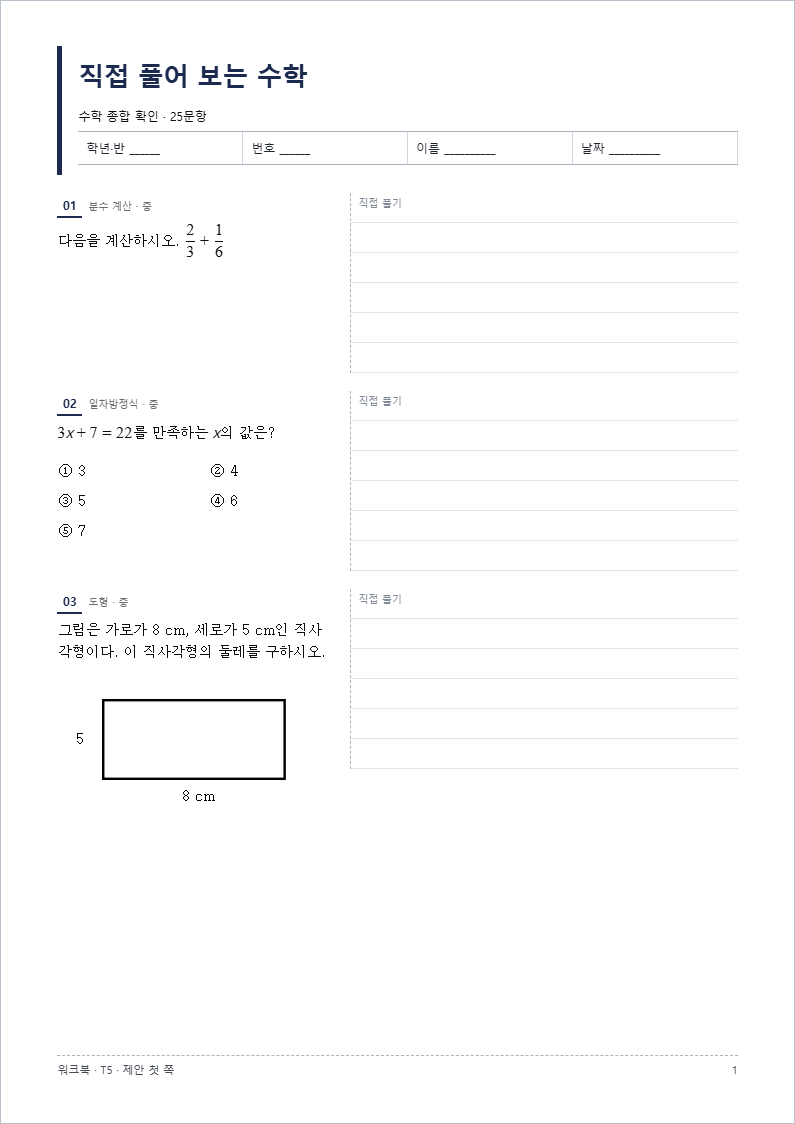 직접 풀어 보는 수학
수학 종합 확인 · 25문항
학년·반 ______ 번호 ______ 이름 __________ 날짜 __________
01 분수 계산 · 중
다음을 계산하시오. 2/3 + 1/6
직접 풀기
02 일차방정식 · 중
3x + 7 = 22를 만족하는 x의 값은?
① 3 ② 4
③ 5 ④ 6
⑤ 7
직접 풀기
03 도형 · 중
그림은 가로가 8 cm, 세로가 5 cm인 직사
각형이다. 이 직사각형의 둘레를 구하시오.
5
8 cm
직접 풀기
워크북 · T5 · 제안 첫 쪽 1